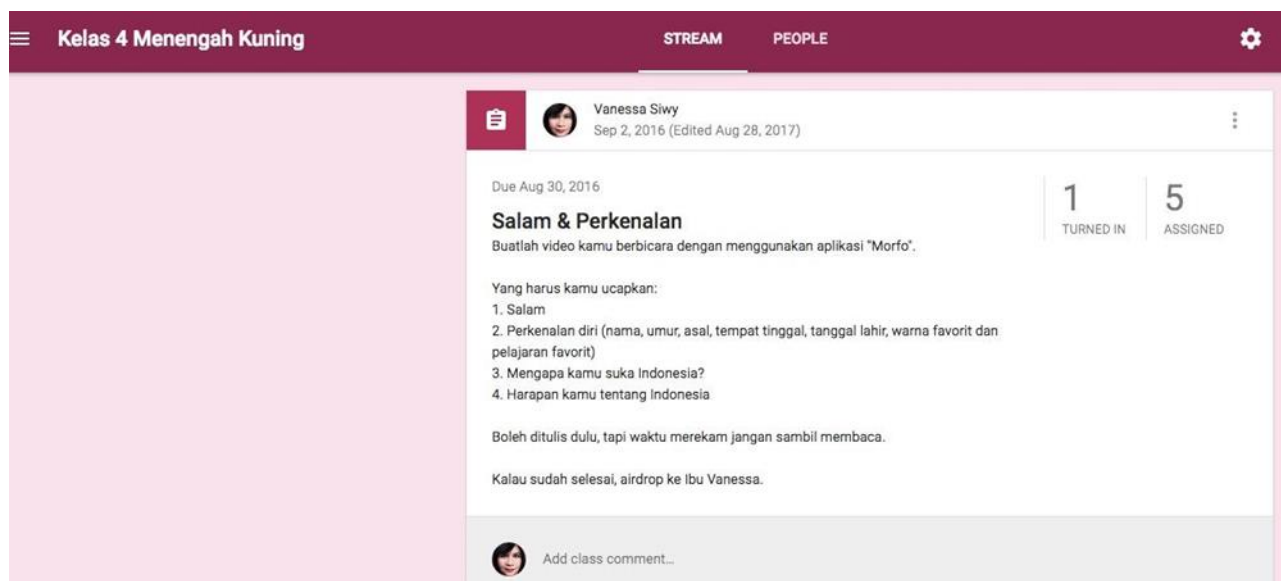 Kelas 4 Menengah Kuning
STREAM
PEOPLE
Vanessa Siwy
Sep 2, 2016 (Edited Aug 28, 2017)
Due Aug 30, 2016
1
TURNED IN
5
ASSIGNED
Salam & Perkenalan
Buatlah video kamu berbicara dengan menggunakan aplikasi "Morfo".
Yang harus kamu ucapkan:
1. Salam
2. Perkenalan diri (nama, umur, asal, tempat tinggal, tanggal lahir, warna favorit dan
pelajaran favorit)
3. Mengapa kamu suka Indonesia?
4. Harapan kamu tentang Indonesia
Boleh ditulis dulu, tapi waktu merekam jangan sambil membaca.
Kalau sudah selesai, airdrop ke Ibu Vanessa.
Add class comment...